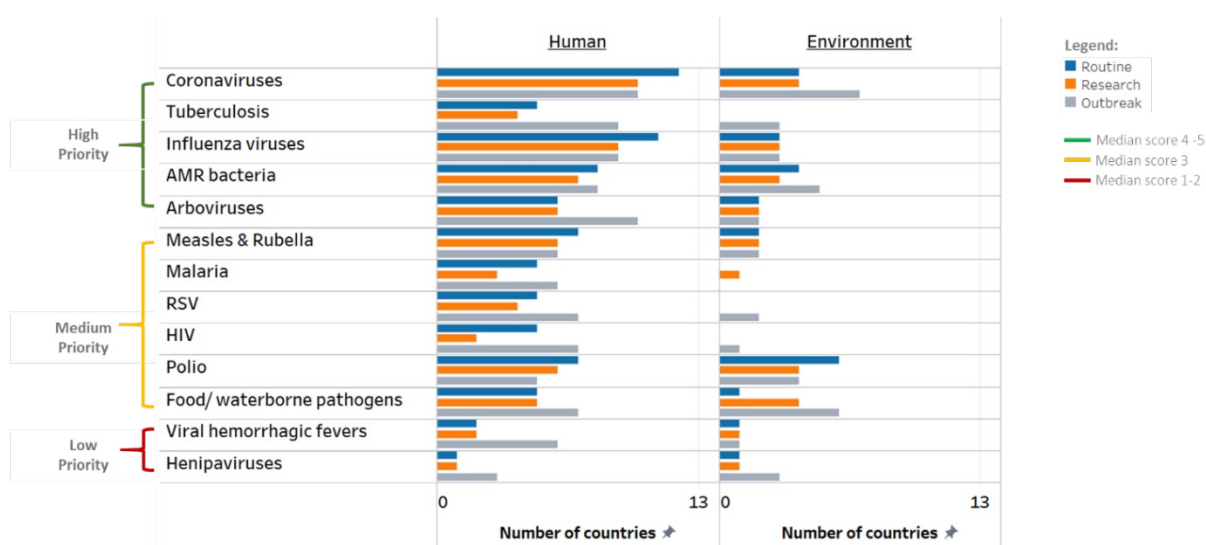 Human
Environment
Legend:
Routine
Research
Outbreak
Median score 4 -5
Median score 3
Median score 1-2
High
Priority
Medium
Priority
Low
Priority
Coronaviruses
Tuberculosis
Influenza viruses
AMR bacteria
Arboviruses
Measles & Rubella
Malaria
RSV
HIV
Polio
Food/ waterborne pathogens
Viral hemorrhagic fevers
Henipaviruses
0 13 0 13
Number of countries Number of countries